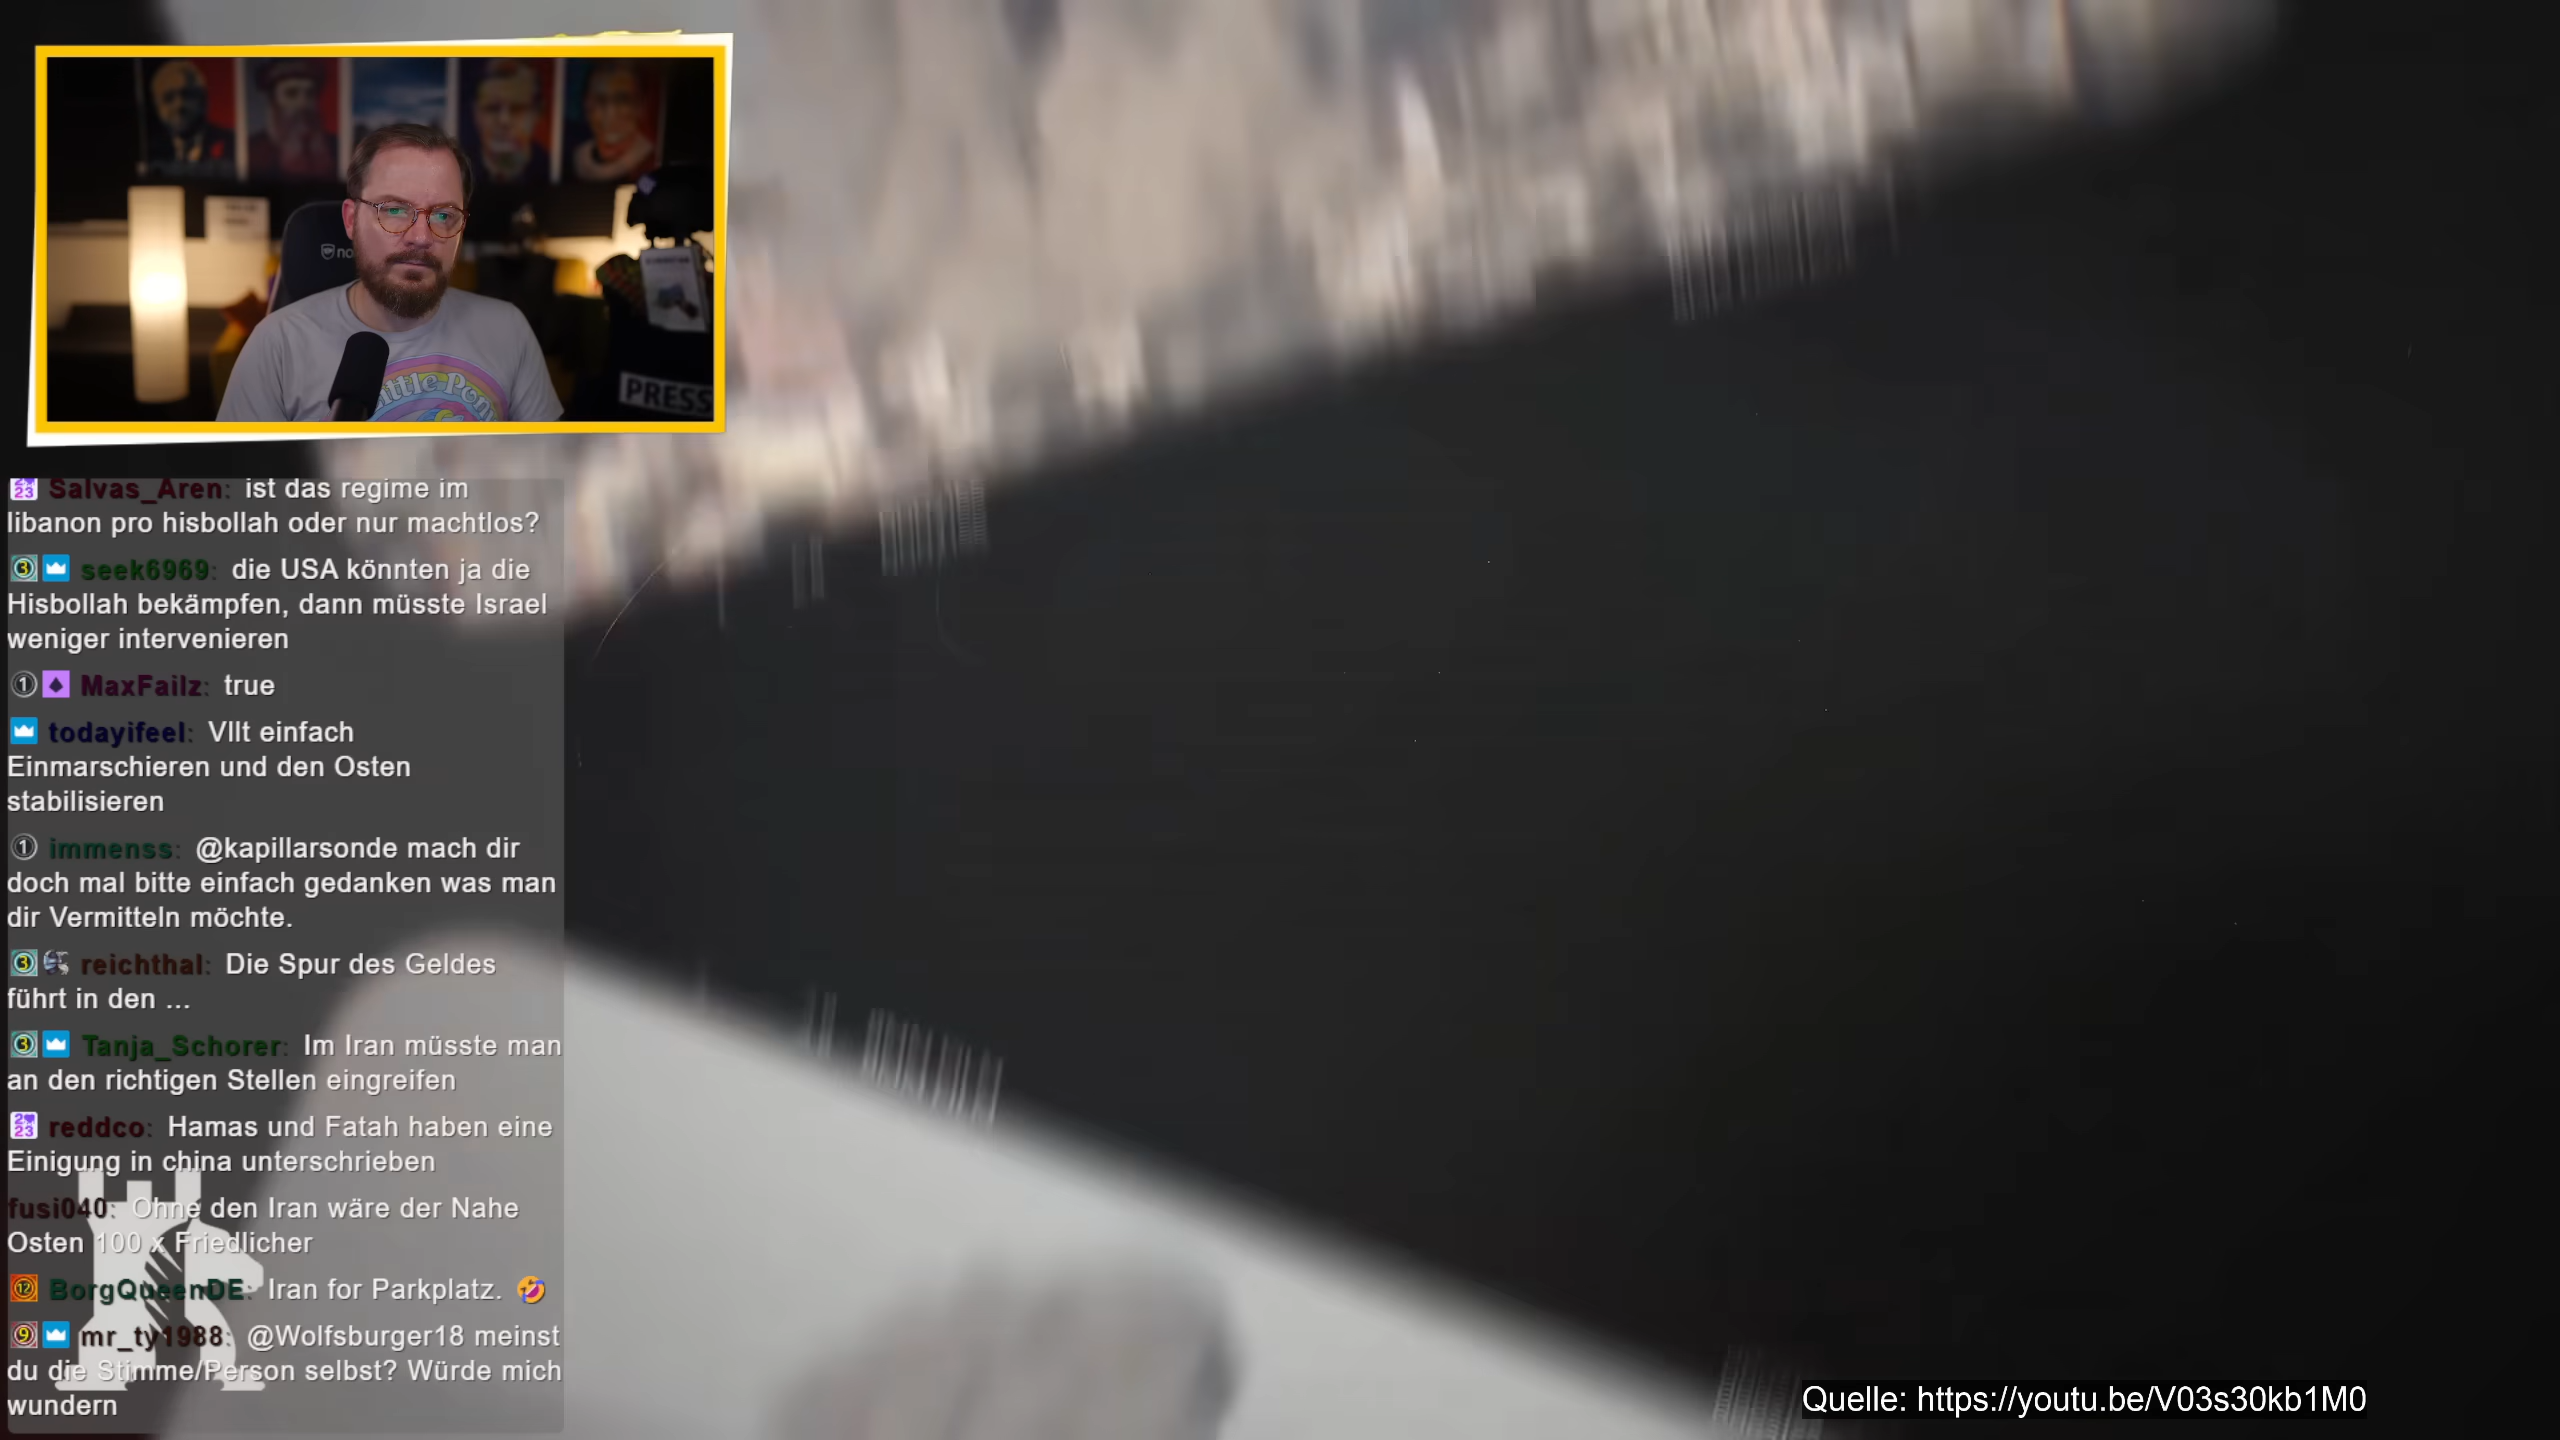 no
ttle Pony
PRESS
Salvas_Aren: ist das regime im
libanon pro hisbollah oder nur machtlos?
seek6969: die USA könnten ja die
Hisbollah bekämpfen, dann müsste Israel
weniger intervenieren
MaxFailz: true
todayifeel: Vllt einfach
Einmarschieren und den Osten
stabilisieren
immenss: @kapillarsonde mach dir
doch mal bitte einfach gedanken was man
dir Vermitteln möchte.
reichthal: Die Spur des Geldes
führt in den ...
Tanja_Schorer: Im Iran müsste man
an den richtigen Stellen eingreifen
reddco: Hamas und Fatah haben eine
Einigung in china unterschrieben
fusi040: Ohne den Iran wäre der Nahe
Osten 100 x Friedlicher
BorgQueenDE: Iran for Parkplatz. 🤣
mr_ty1988: @Wolfsburger18 meinst
du die Stimme/Person selbst? Würde mich
wundern
Quelle: https://youtu.be/V03s30kb1M0